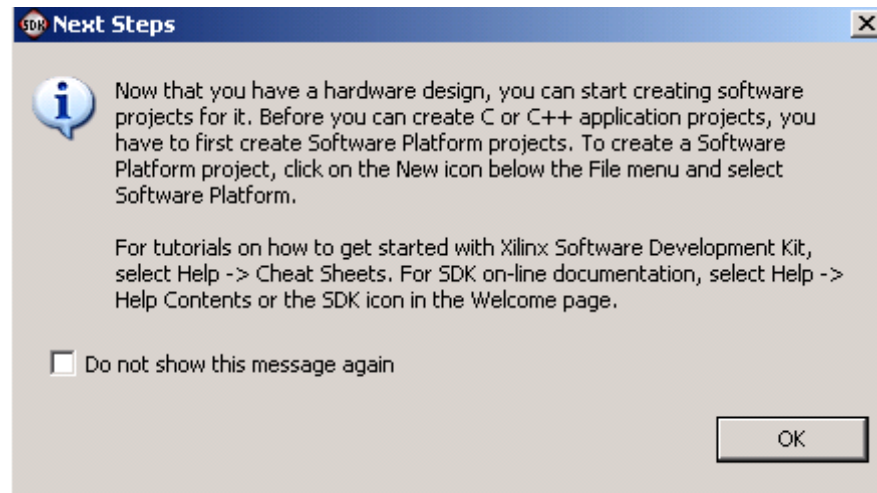 SDK Next Steps
Now that you have a hardware design, you can start creating software
projects for it. Before you can create C or C++ application projects, you
have to first create Software Platform projects. To create a Software
Platform project, click on the New icon below the File menu and select
Software Platform.
For tutorials on how to get started with Xilinx Software Development Kit,
select Help -> Cheat Sheets. For SDK on-line documentation, select Help ->
Help Contents or the SDK icon in the Welcome page.
Do not show this message again
OK